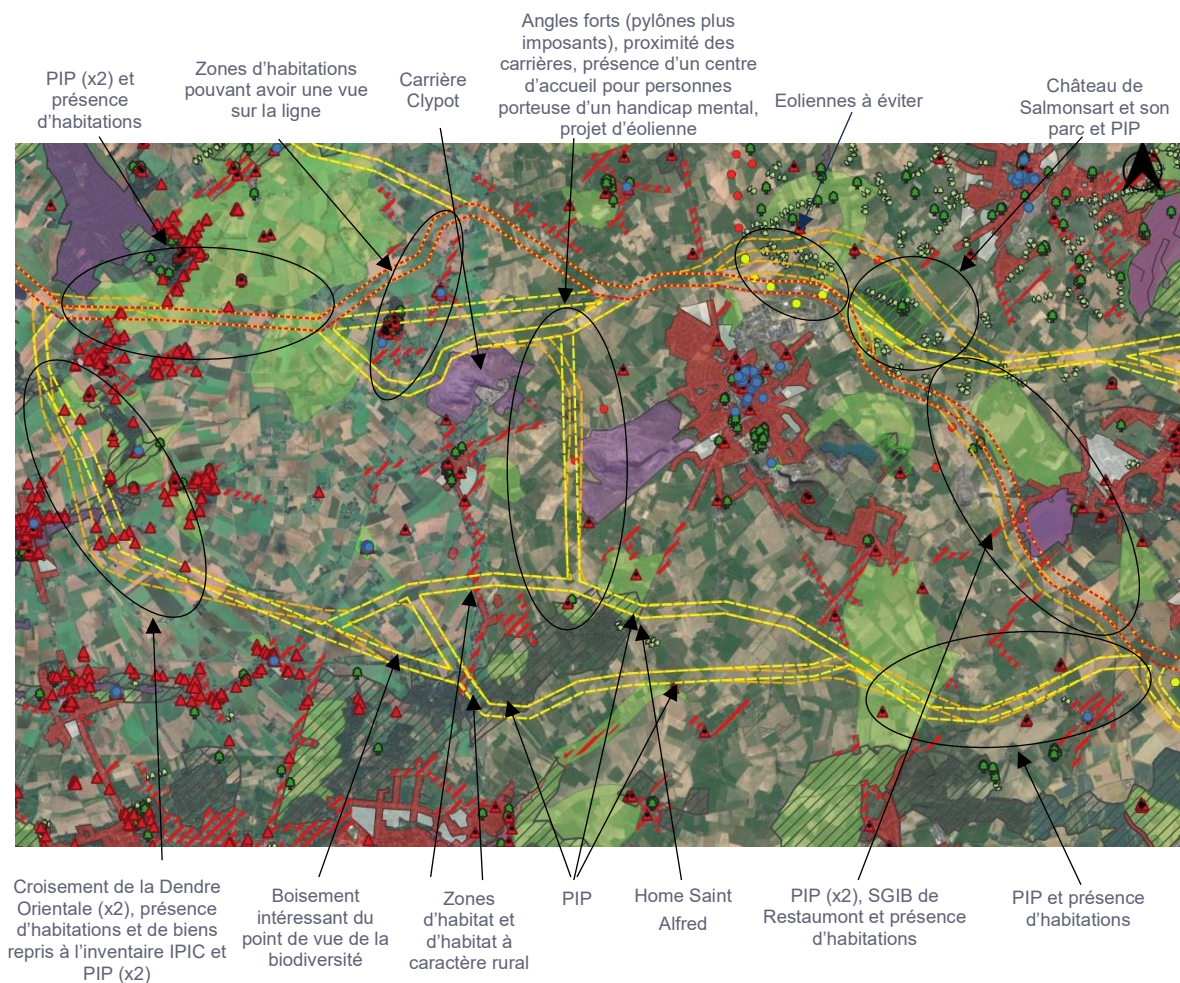 PIP (x2) et
présence
d'habitations
Zones d'habitations
pouvant avoir une vue
sur la ligne
Carrière
Clypot
Angles forts (pylônes plus
imposants), proximité des
carrières, présence d'un centre
d'accueil pour personnes
porteuse d'un handicap mental,
projet d'éolienne
Eoliennes à éviter
Château de
Salmonsart et son
parc et PIP
Croisement de la Dendre
Orientale (x2), présence
d'habitations et de biens
repris à l'inventaire IPIC et
PIP (x2)
Boisement
intéressant du
point de vue de la
biodiversité
Zones
d'habitat et
d'habitat à
caractère rural
PIP
Home Saint
Alfred
PIP (x2), SGIB de
Restaumont et présence
d'habitations
PIP et présence
d'habitations